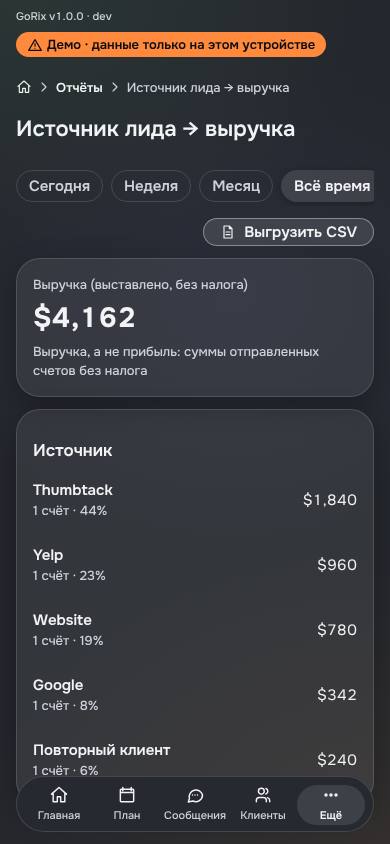 GoRix v1.0.0 · dev
Демо · данные только на этом устройстве
Отчёты > Источник лида → выручка
Источник лида → выручка
Сегодня Неделя Месяц Всё время
Выгрузить CSV
Выручка (выставлено, без налога)
$4,162
Выручка, а не прибыль: суммы отправленных
счетов без налога
Источник
Thumbtack
1 счёт · 44%
$1,840
Yelp
1 счёт · 23%
$960
Website
1 счёт · 19%
$780
Google
1 счёт · 8%
$342
Повторный клиент
1 счёт · 6%
$240
Главная План Сообщения Клиенты Ещё